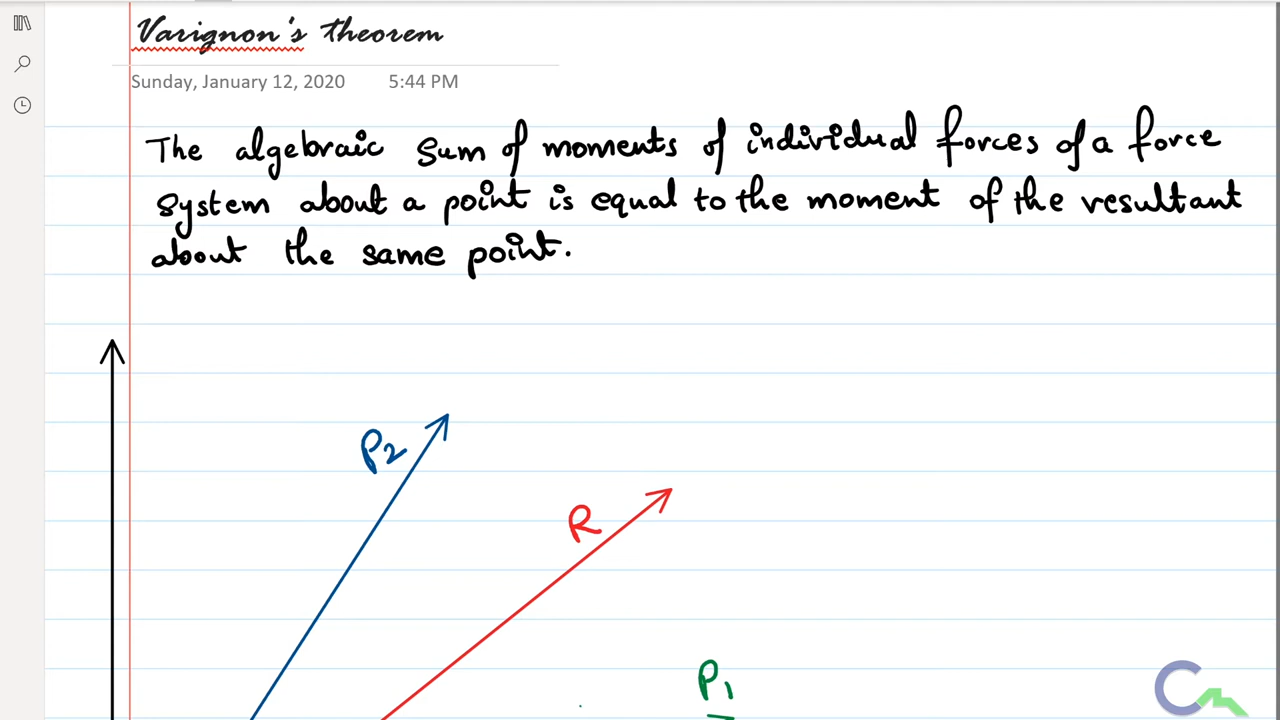 Varignon's theorem
Sunday, January 12, 2020 5:44 PM
The algebraic sum of moments of individual forces of a force
system about a point is equal to the moment of the resultant
about the same point.
P2
R
P1